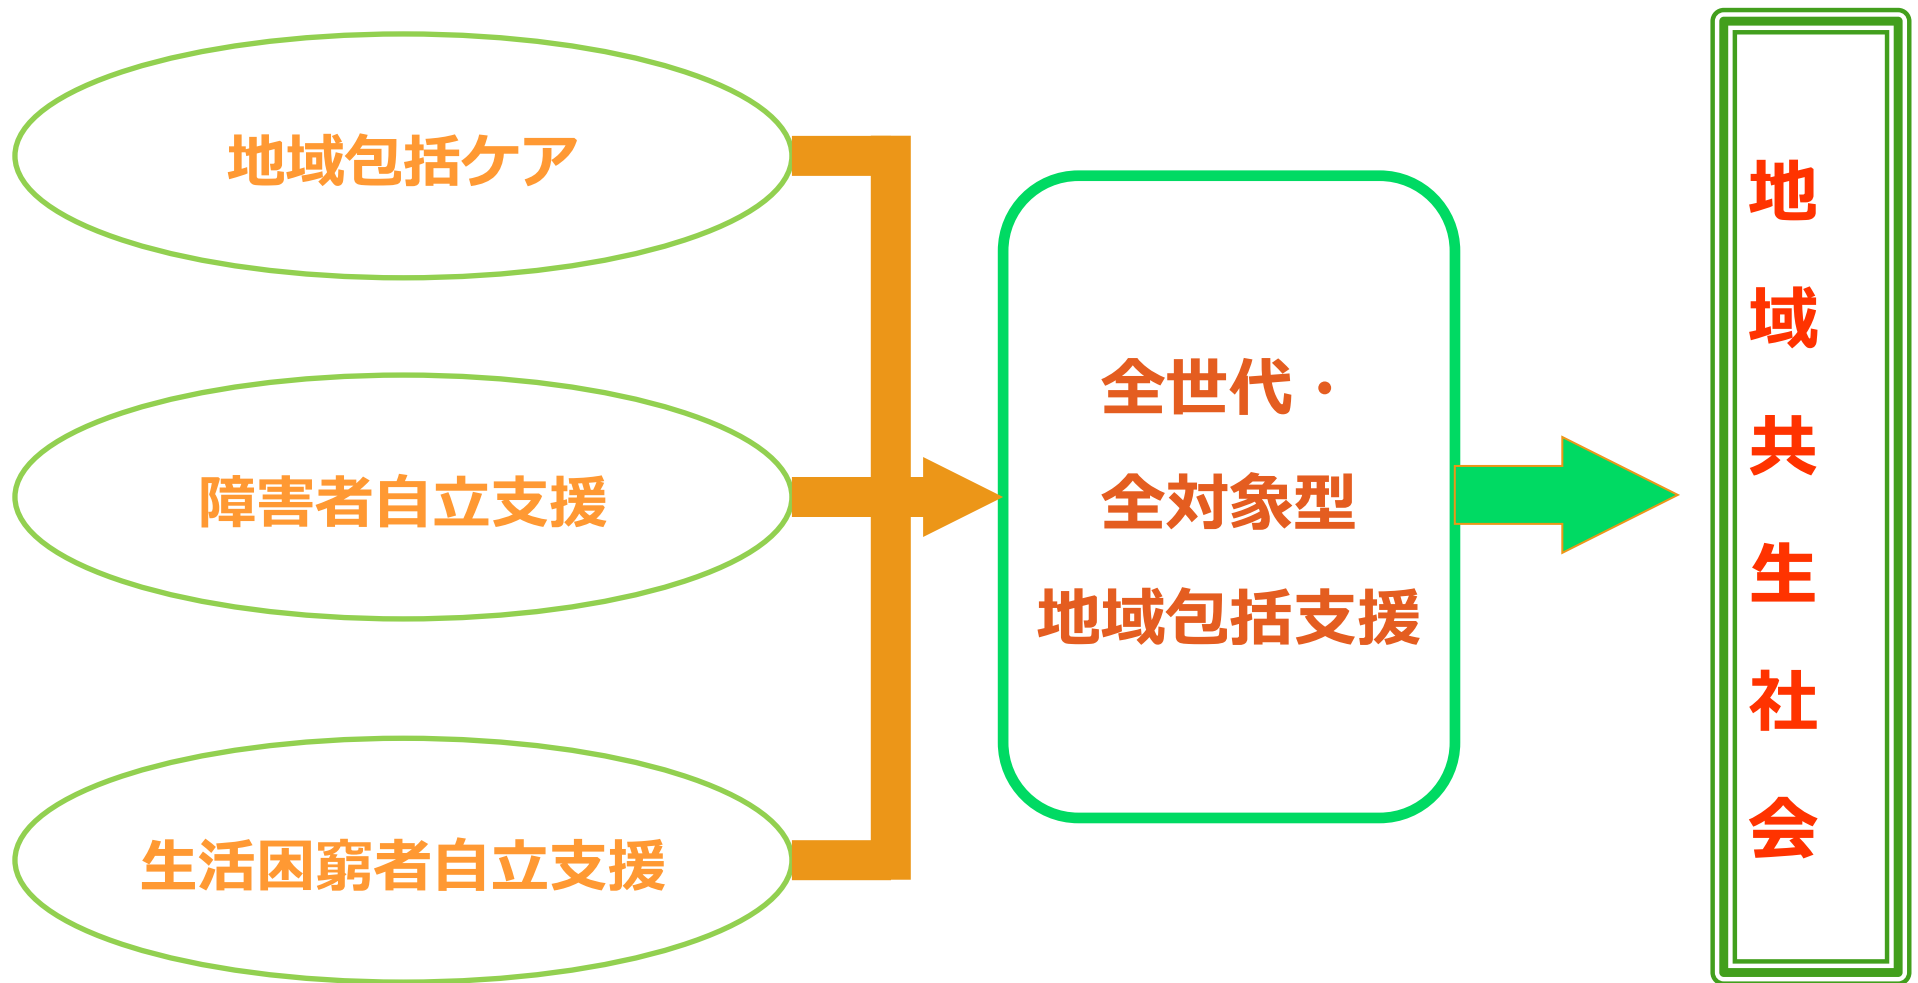 地域包括ケア
障害者自立支援
生活困窮者自立支援
全世代・
全対象型
地域包括支援
地域共生社会